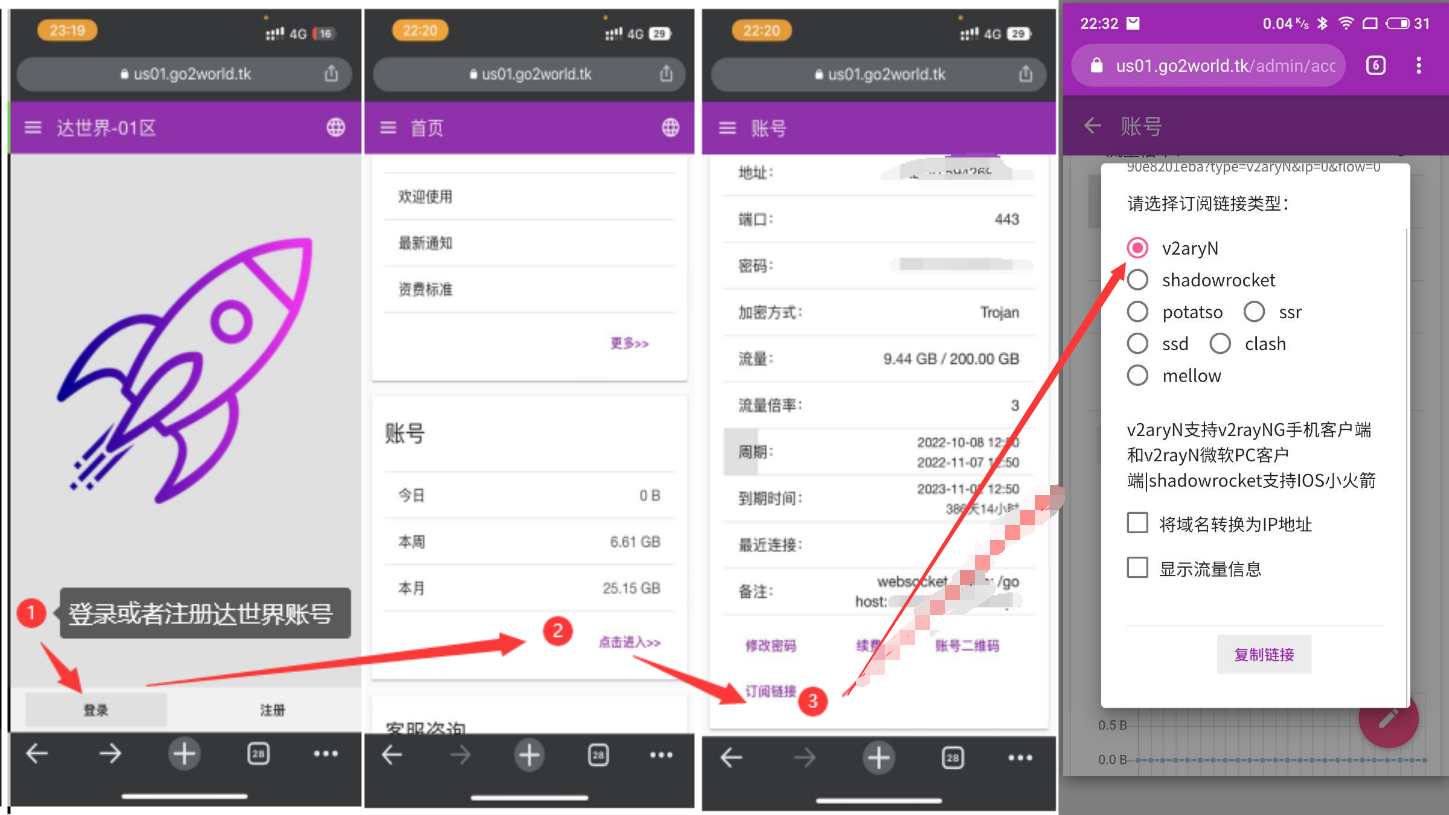 23:19
4G 16
us01.go2world.tk
达世界-01区
1
登录或者注册达世界账号
登录
注册
28
22:20
4G 29
us01.go2world.tk
首页
欢迎使用
最新通知
资费标准
更多>>
账号
今日 0 B
本周 6.61 GB
本月 25.15 GB
2
点击进入>>
客服咨询
28
22:20
4G 29
us01.go2world.tk
账号
地址:
端口: 443
密码:
加密方式: Trojan
流量: 9.44 GB / 200.00 GB
流量倍率: 3
周期: 2022-10-08 12:50
2022-11-07 12:50
到期时间: 12:50
最近连接:
备注: websocket /go
host:
修改密码 续费 账号二维码
订阅链接
3
28
22:32 0.04 K/s 31
us01.go2world.tk/admin/acc 6
账号
90e8201eba?type=v2aryN&ip=0&flow=0
请选择订阅链接类型:
v2aryN
shadowrocket
potatso ssr
ssd clash
mellow
v2aryN支持v2rayNG手机客户端
和v2rayN微软PC客户
端|shadowrocket支持IOS小火箭
将域名转换为IP地址
显示流量信息
复制链接
0.5 B
0.0 B